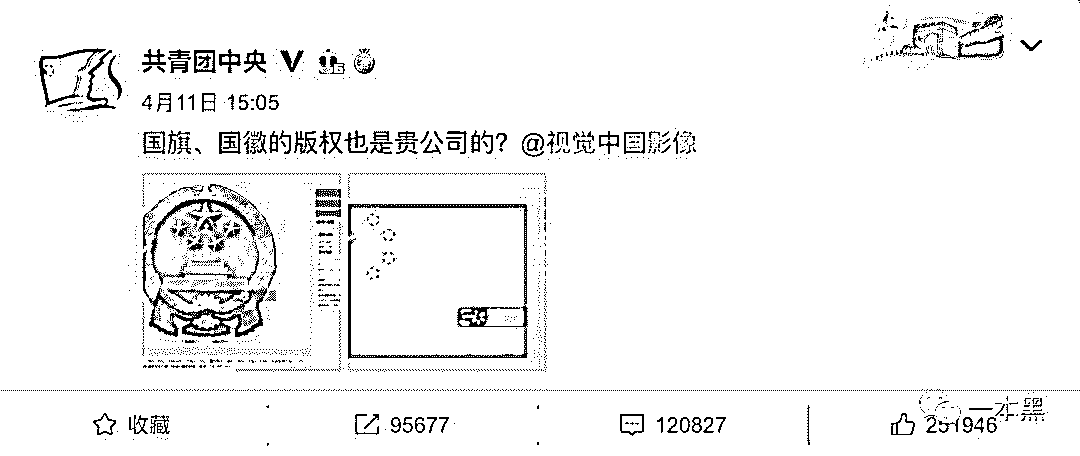 共青团中央
4月11日 15:05
国旗、国徽的版权也是贵公司的？@视觉中国影像
收藏
95677
120827
251946
一本黑